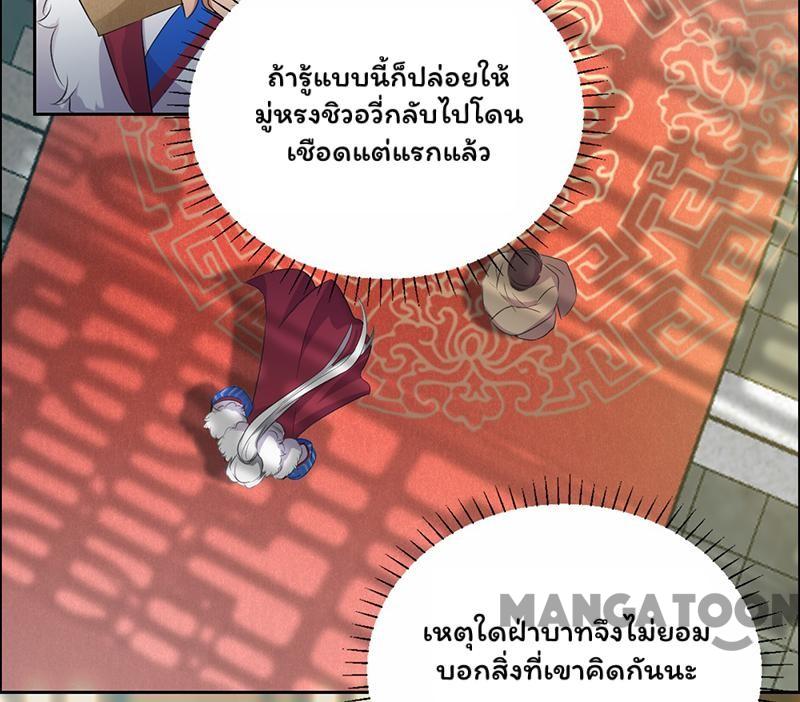 ถ้ารู้แบบนี้ก็ปล่อยให้
มู่หรงชิวอวี่กลับไปโดน
เชือดแต่แรกแล้ว
MANGATOON
เหตุใดฝ่าบาทจึงไม่ยอม
บอกสิ่งที่เขาคิดกันนะ